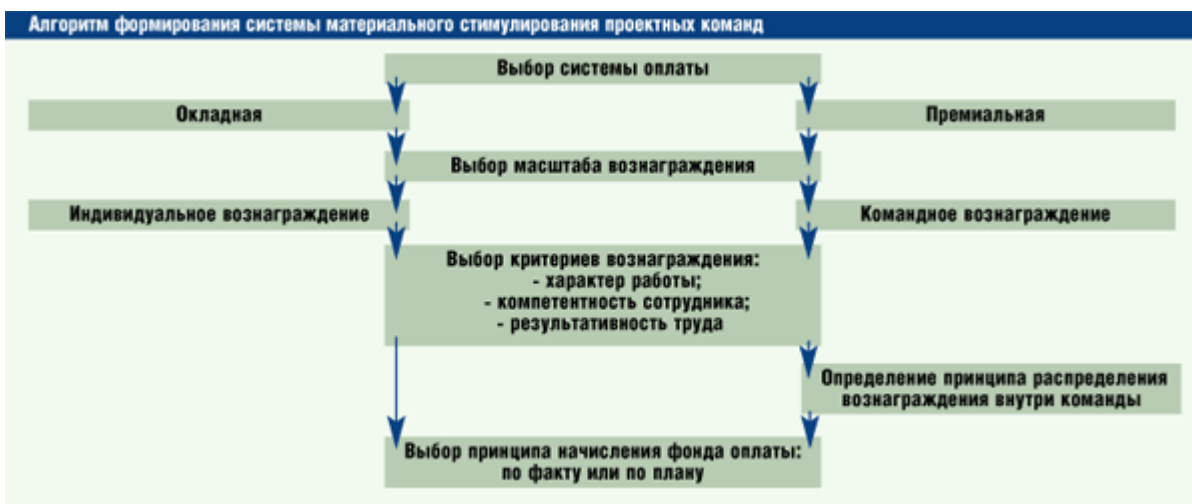 Алгоритм формирования системы материального стимулирования проектных команд
Выбор системы оплаты
Окладная
Премиальная
Выбор масштаба вознаграждения
Индивидуальное вознаграждение
Командное вознаграждение
Выбор критериев вознаграждения:
- характер работы;
- компетентность сотрудника;
- результативность труда
Определение принципа распределения
вознаграждения внутри команды
Выбор принципа начисления фонда оплаты:
по факту или по плану